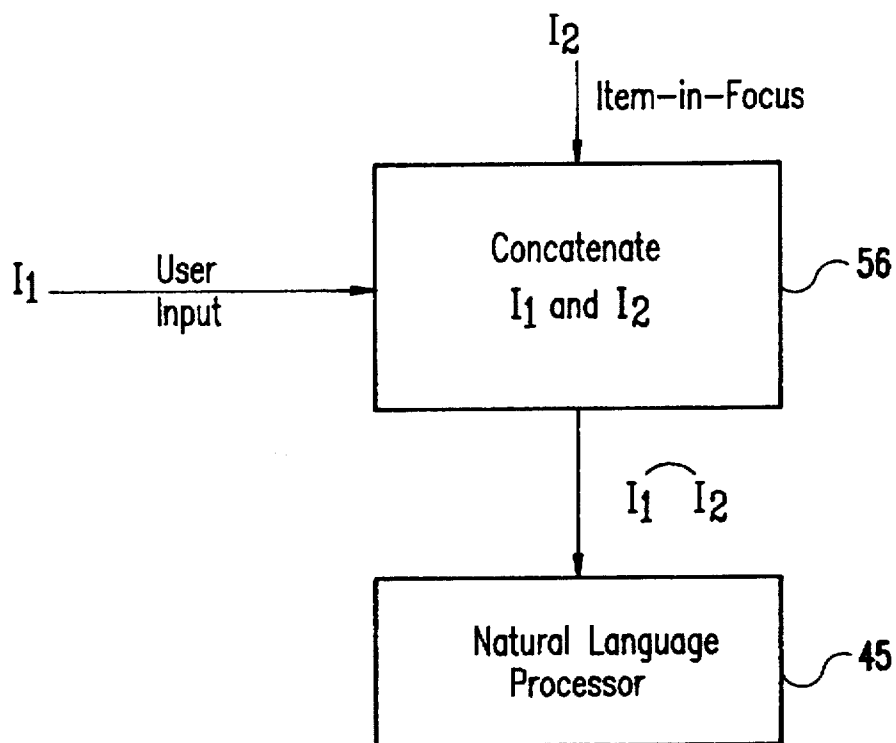 I2
Item-in-Focus
I1
User
Input
Concatenate
I1 and I2
56
I1⁀I2
Natural Language
Processor
45